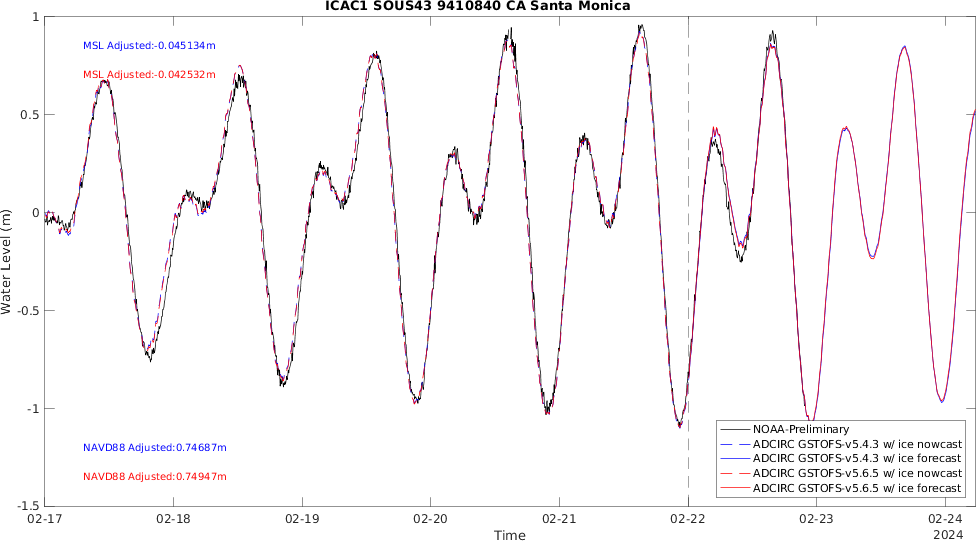 ICAC1 SOUS43 9410840 CA Santa Monica
MSL Adjusted:-0.045134m
MSL Adjusted:-0.042532m
NAVD88 Adjusted:0.74687m
NAVD88 Adjusted:0.74947m
Water Level (m)
1
0.5
0
-0.5
-1
-1.5
NOAA-Preliminary
ADCIRC GSTOFS-v5.4.3 w/ ice nowcast
ADCIRC GSTOFS-v5.4.3 w/ ice forecast
ADCIRC GSTOFS-v5.6.5 w/ ice nowcast
ADCIRC GSTOFS-v5.6.5 w/ ice forecast
02-17 02-18 02-19 02-20 02-21 02-22 02-23 02-24
Time
2024